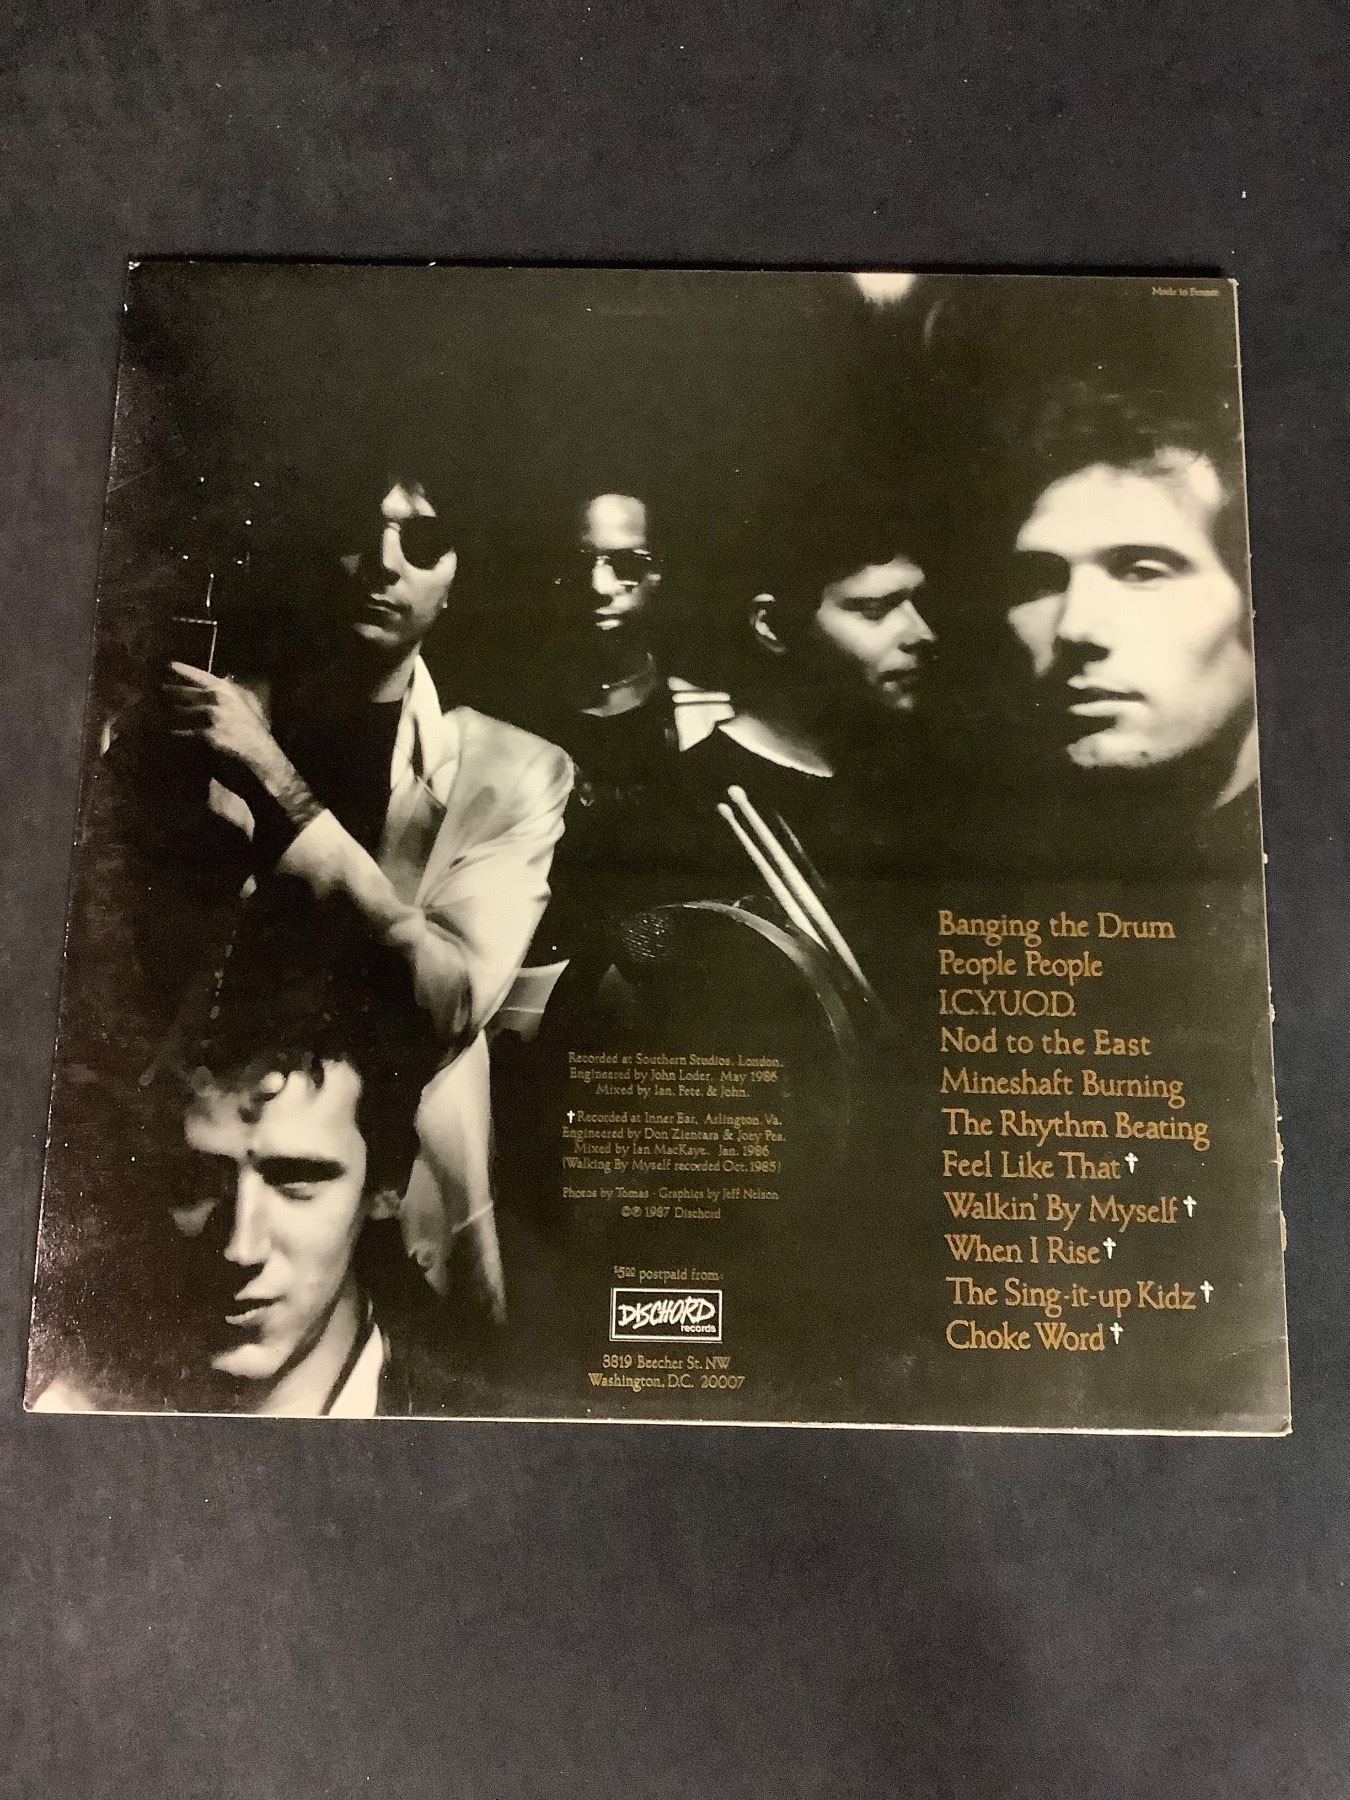 Made in France
Banging the Drum
People People
I.C.Y.U.O.D.
Nod to the East
Mineshaft Burning
The Rhythm Beating
Feel Like That †
Walkin' By Myself †
When I Rise †
The Sing-it-up Kidz †
Choke Word †
Recorded at Southern Studios, London.
Engineered by John Loder, May 1986
Mixed by Ian, Pete, & John.
† Recorded at Inner Ear, Arlington, Va.
Engineered by Don Zientara & Joey Pea.
Mixed by Ian MacKaye, Jan. 1986
(Walking By Myself recorded Oct. 1985)
Photos by Tomas · Graphics by Jeff Nelson
©℗ 1987 Dischord
$5.00 postpaid from:
DISCHORD
records
3819 Beecher St. NW
Washington, D.C. 20007